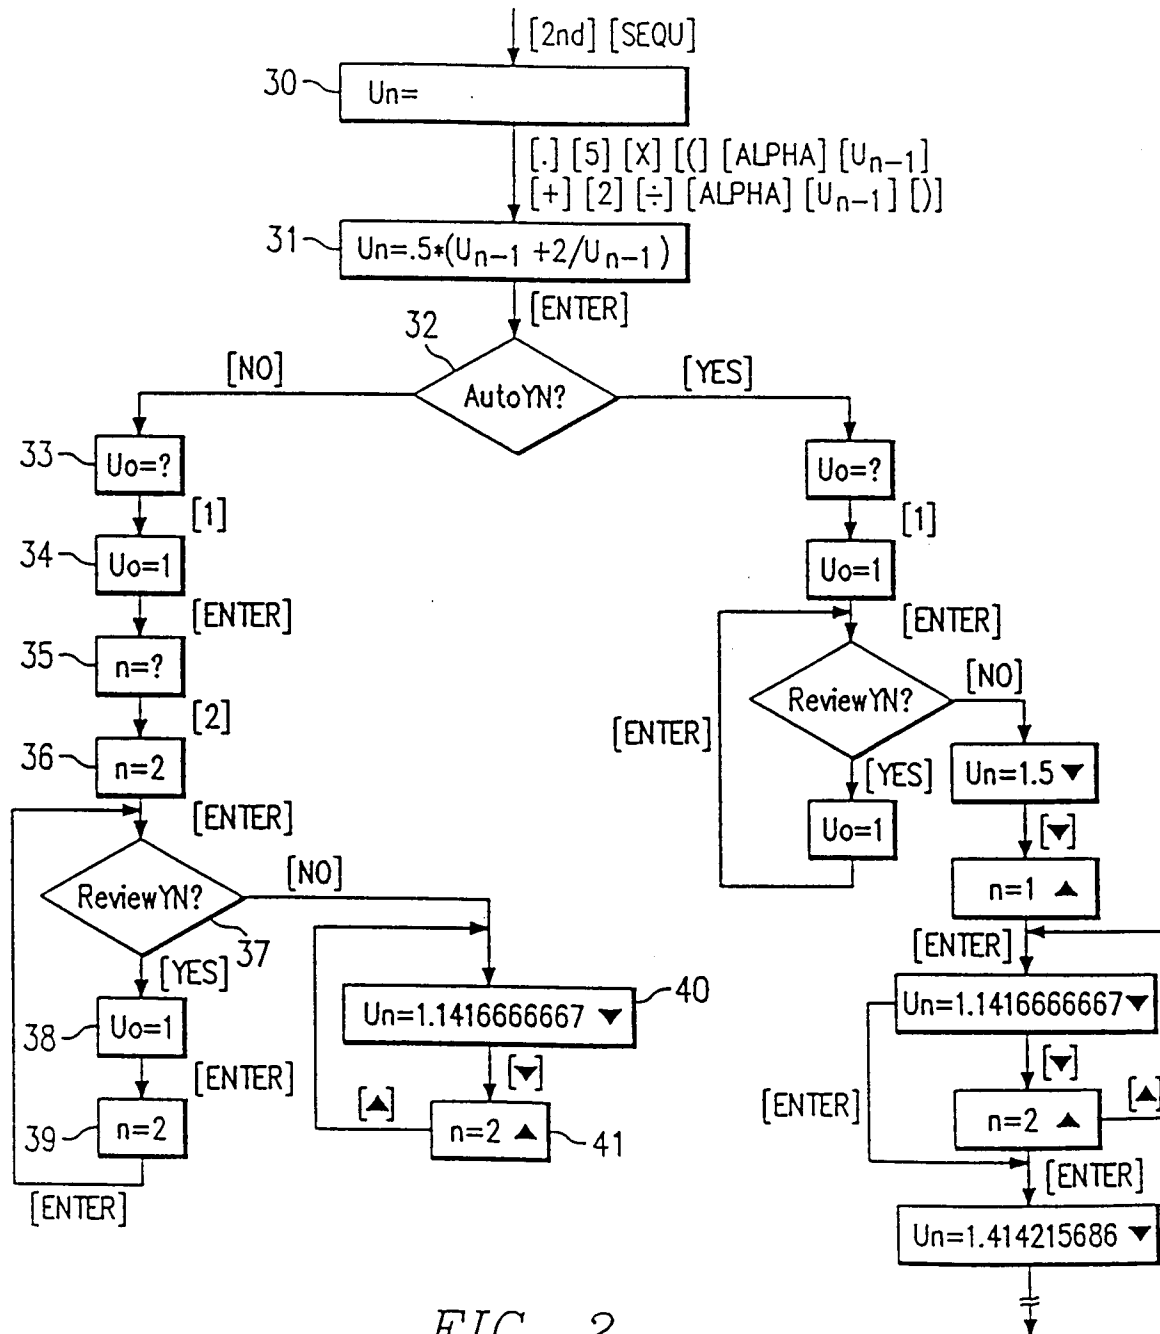 [2nd] [SEQU]
30
Un=
[.] [5] [X] [(] [ALPHA] [Un-1]
[+] [2] [÷] [ALPHA] [Un-1] [)]
31
Un=.5*(Un-1 +2/Un-1)
[ENTER]
32
AutoYN?
[NO]
[YES]
33
Uo=?
[1]
34
Uo=1
[ENTER]
35
n=?
[2]
36
n=2
[ENTER]
ReviewYN?
37
[NO]
[YES]
38
Uo=1
[ENTER]
39
n=2
[ENTER]
40
Un=1.1416666667 ▼
[▼]
[▲]
n=2 ▲
41
Uo=?
[1]
Uo=1
[ENTER]
ReviewYN?
[NO]
[ENTER]
[YES]
Uo=1
Un=1.5 ▼
[▼]
n=1 ▲
[ENTER]
Un=1.1416666667 ▼
[▼]
[ENTER]
n=2 ▲
[▲]
[ENTER]
Un=1.414215686 ▼
FIG. 2